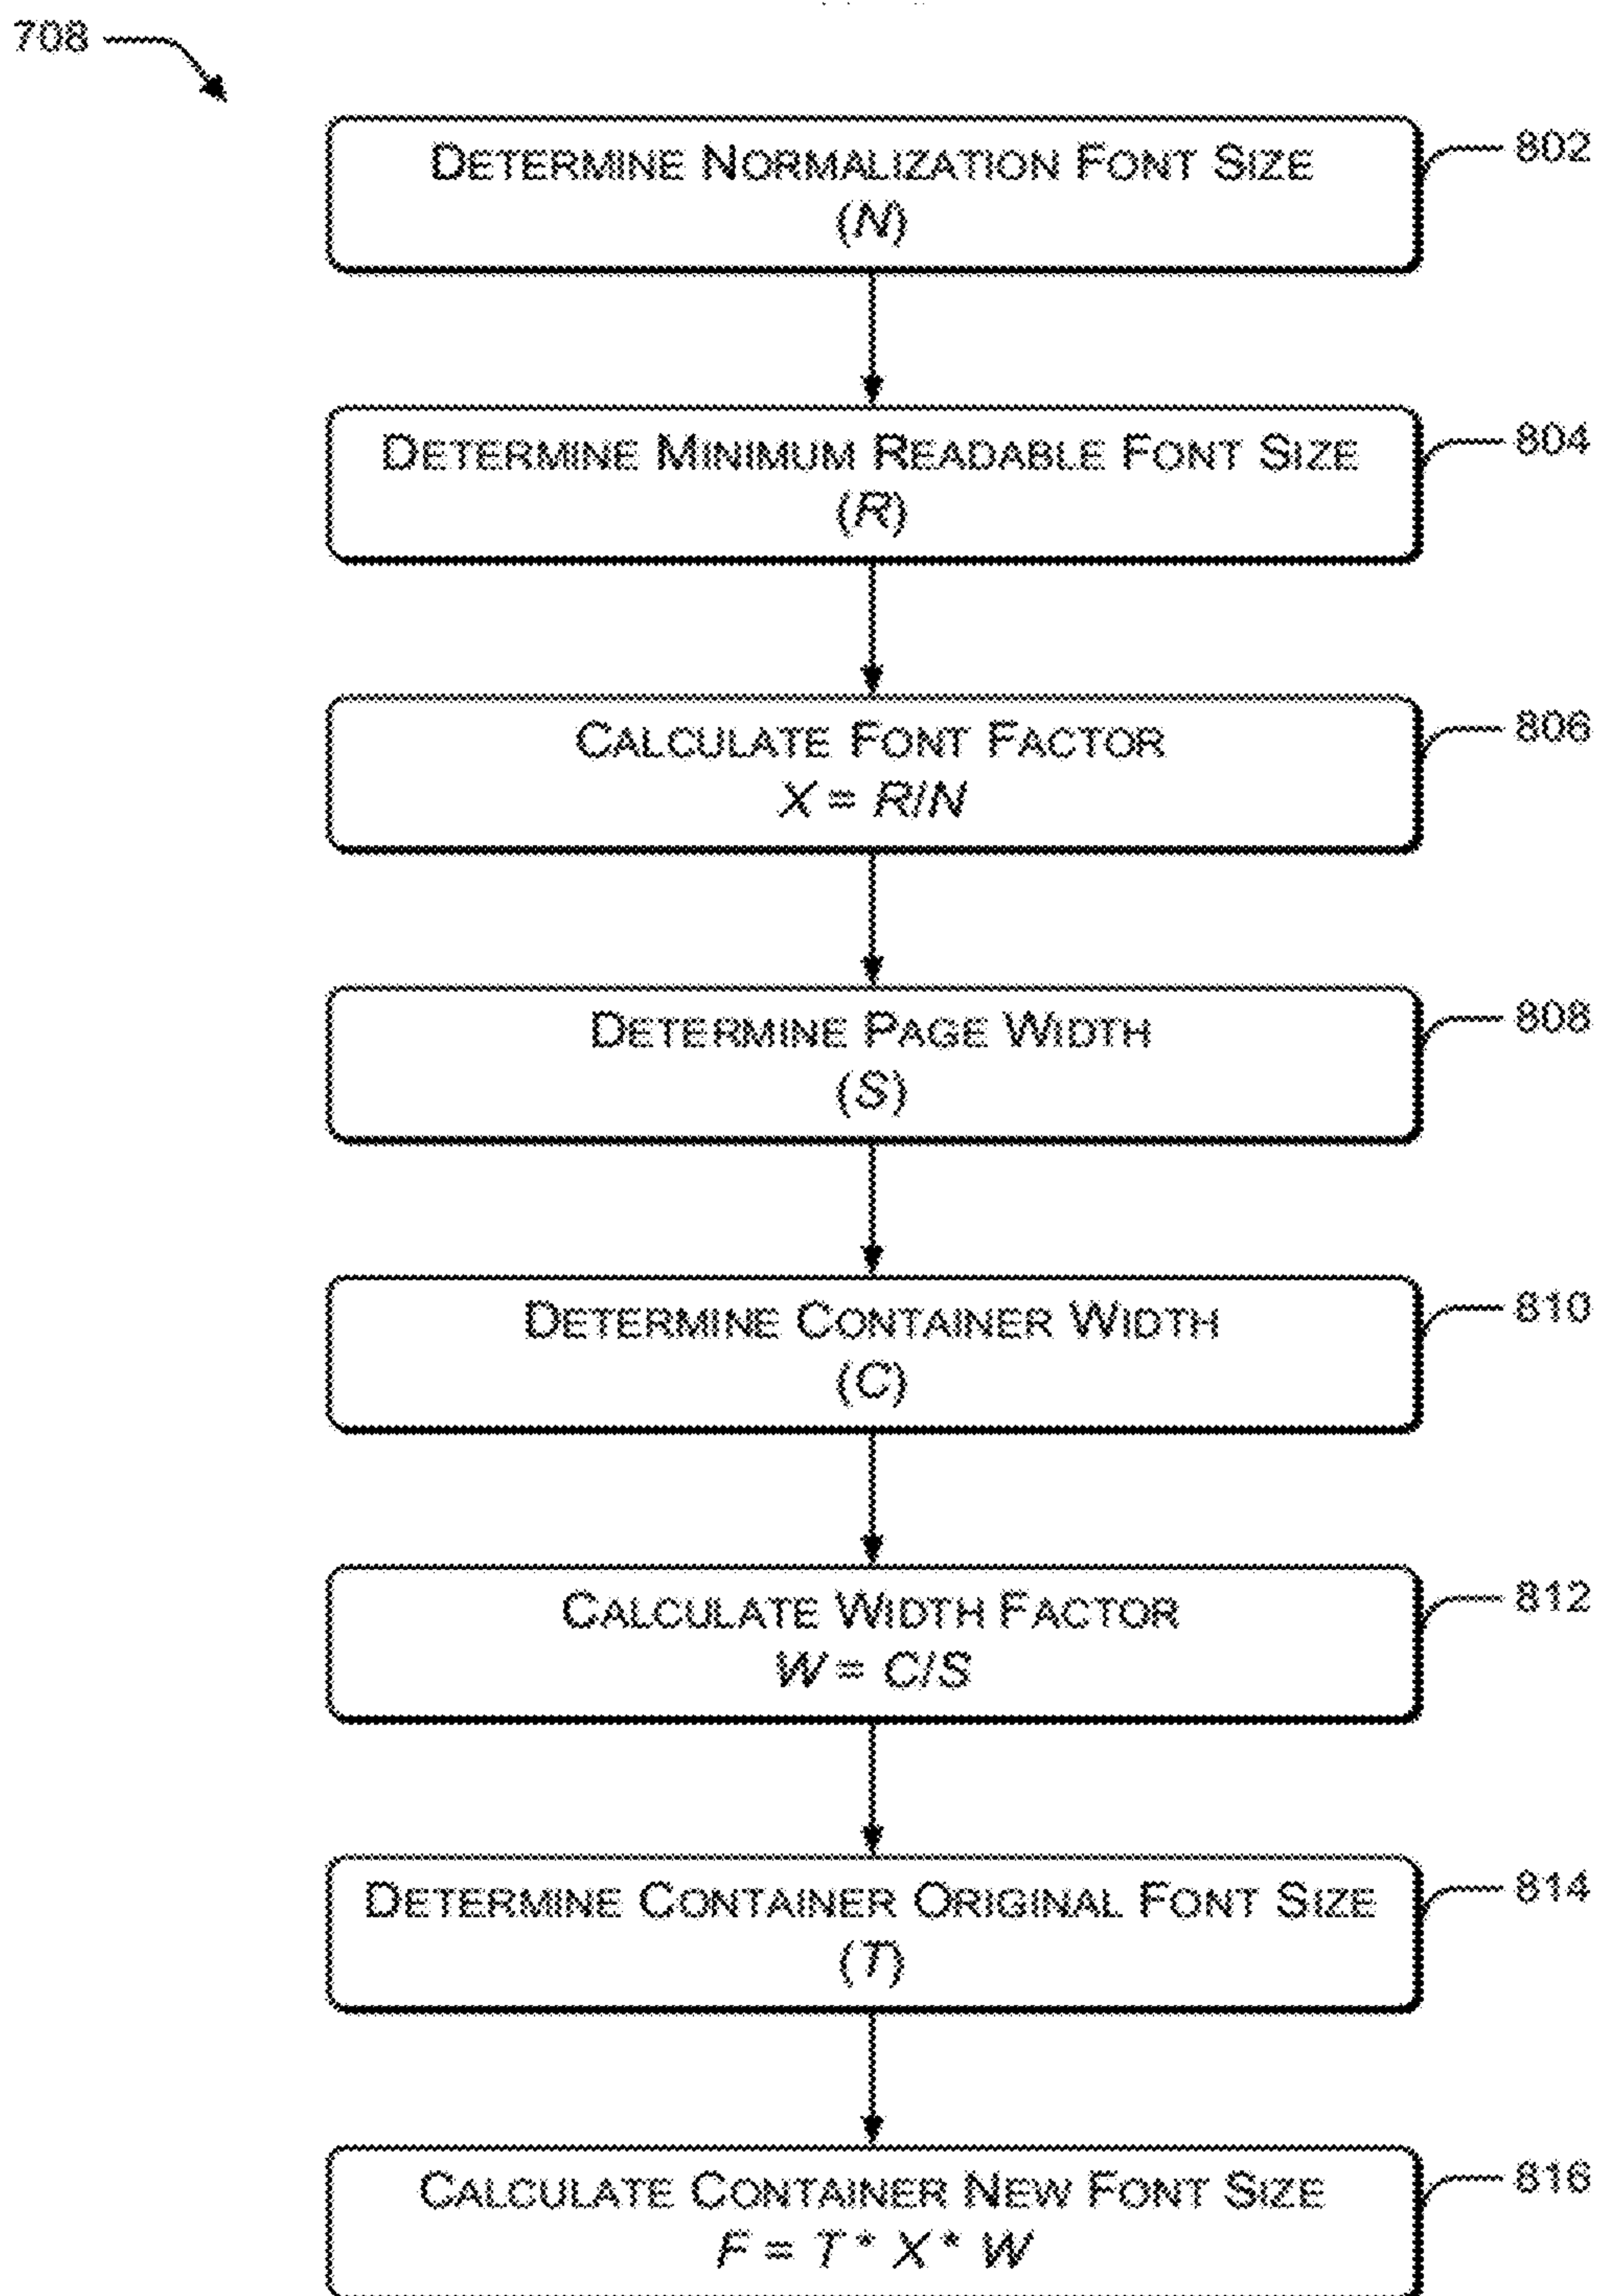 708
DETERMINE NORMALIZATION FONT SIZE
(N)
802
DETERMINE MINIMUM READABLE FONT SIZE
(R)
804
CALCULATE FONT FACTOR
X = R/N
806
DETERMINE PAGE WIDTH
(S)
808
DETERMINE CONTAINER WIDTH
(C)
810
CALCULATE WIDTH FACTOR
W = C/S
812
DETERMINE CONTAINER ORIGINAL FONT SIZE
(T)
814
CALCULATE CONTAINER NEW FONT SIZE
F = T * X * W
816